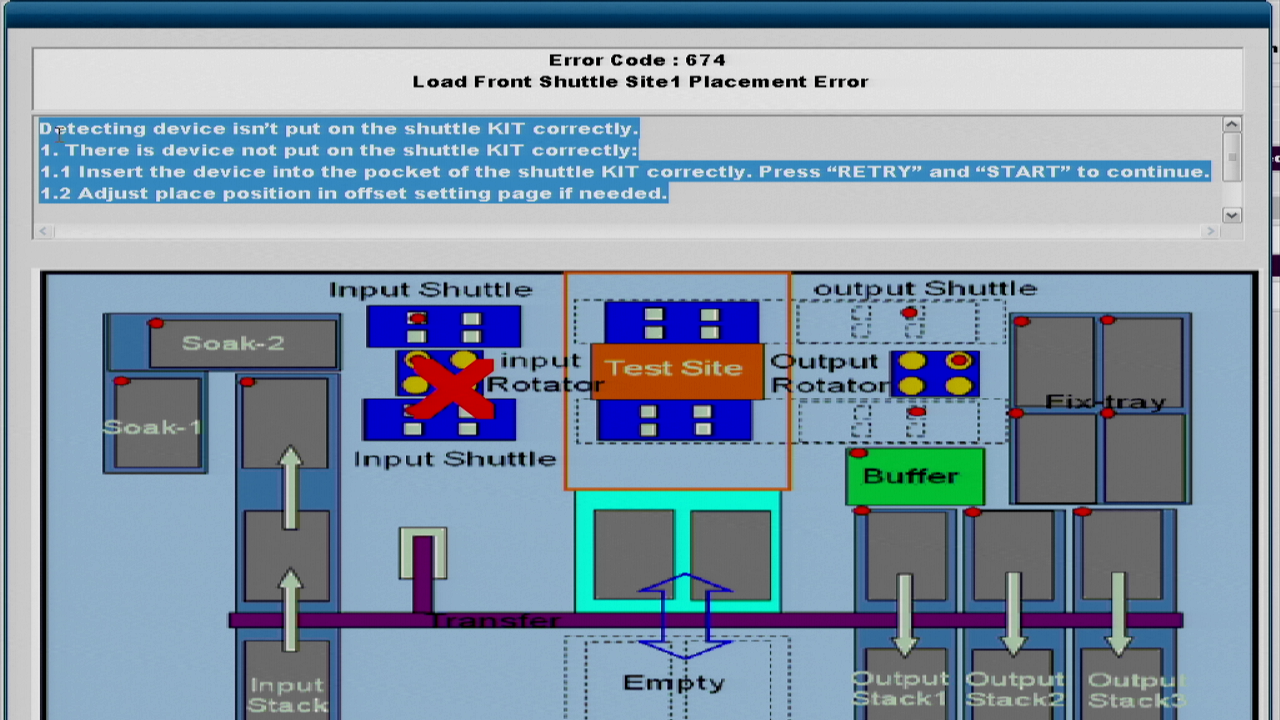 Error Code : 674
Load Front Shuttle Site1 Placement Error
Detecting device isn't put on the shuttle KIT correctly.
1. There is device not put on the shuttle KIT correctly:
1.1 Insert the device into the pocket of the shuttle KIT correctly. Press “RETRY” and “START” to continue.
1.2 Adjust place position in offset setting page if needed.
Input Shuttle
output Shuttle
Soak-2
input
Rotator
Test Site
Output
Rotator
Fix-tray
Soak-1
Input Shuttle
Buffer
Transfer
Empty
Input
Stack
Output
Stack1
Output
Stack2
Output
Stack3